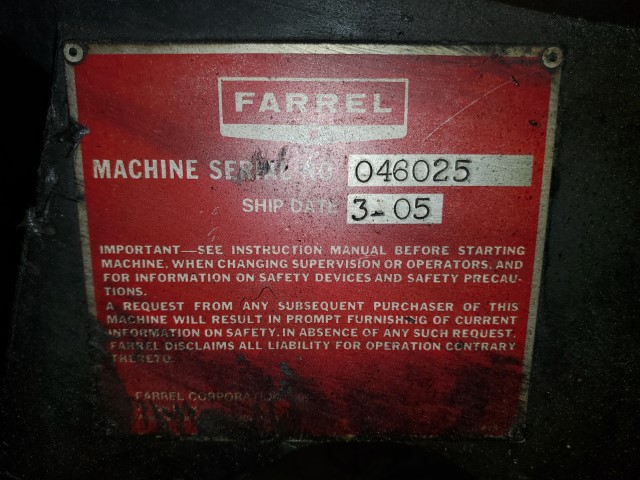 FARREL
MACHINE SERIAL NO 046025
SHIP DATE 3-05
IMPORTANT—SEE INSTRUCTION MANUAL BEFORE STARTING
MACHINE, WHEN CHANGING SUPERVISION OR OPERATORS, AND
FOR INFORMATION ON SAFETY DEVICES AND SAFETY PRECAU-
TIONS.
A REQUEST FROM ANY SUBSEQUENT PURCHASER OF THIS
MACHINE WILL RESULT IN PROMPT FURNISHING OF CURRENT
INFORMATION ON SAFETY. IN ABSENCE OF ANY SUCH REQUEST,
FARREL DISCLAIMS ALL LIABILITY FOR OPERATION CONTRARY
THERETO.
FARREL CORPORATION